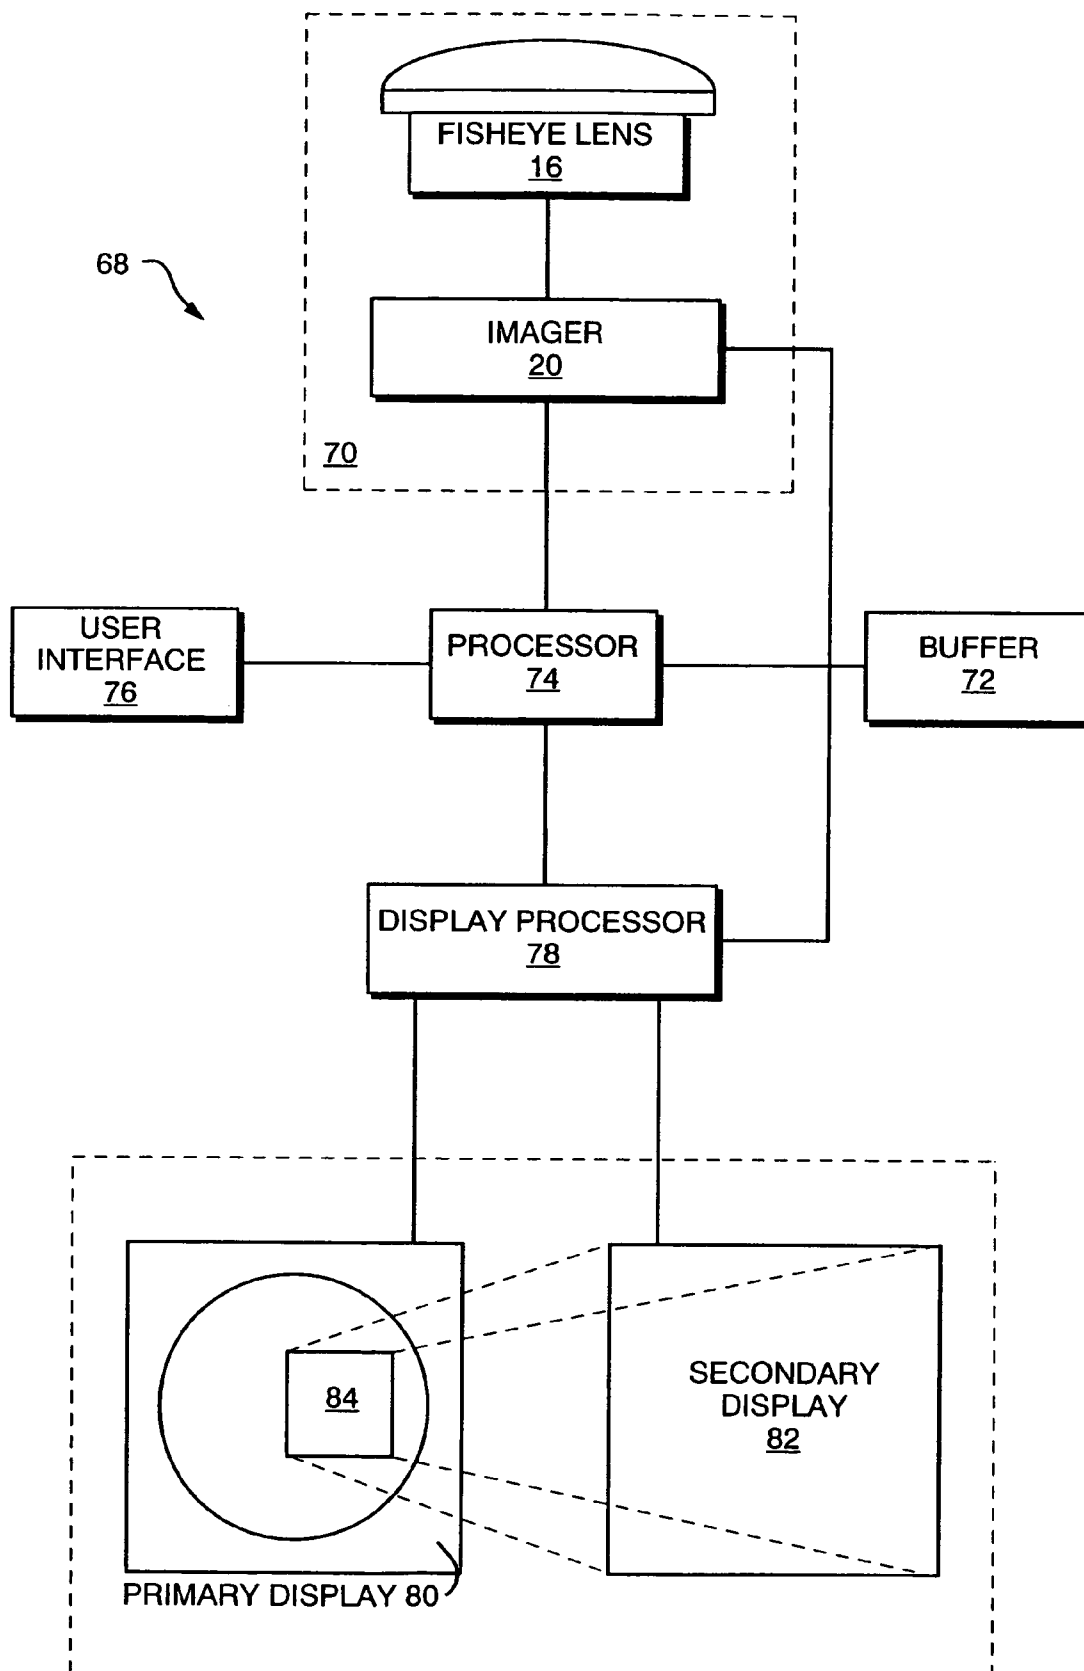 FISHEYE LENS
16
68
IMAGER
20
70
USER
INTERFACE
76
PROCESSOR
74
BUFFER
72
DISPLAY PROCESSOR
78
84
SECONDARY
DISPLAY
82
PRIMARY DISPLAY 80